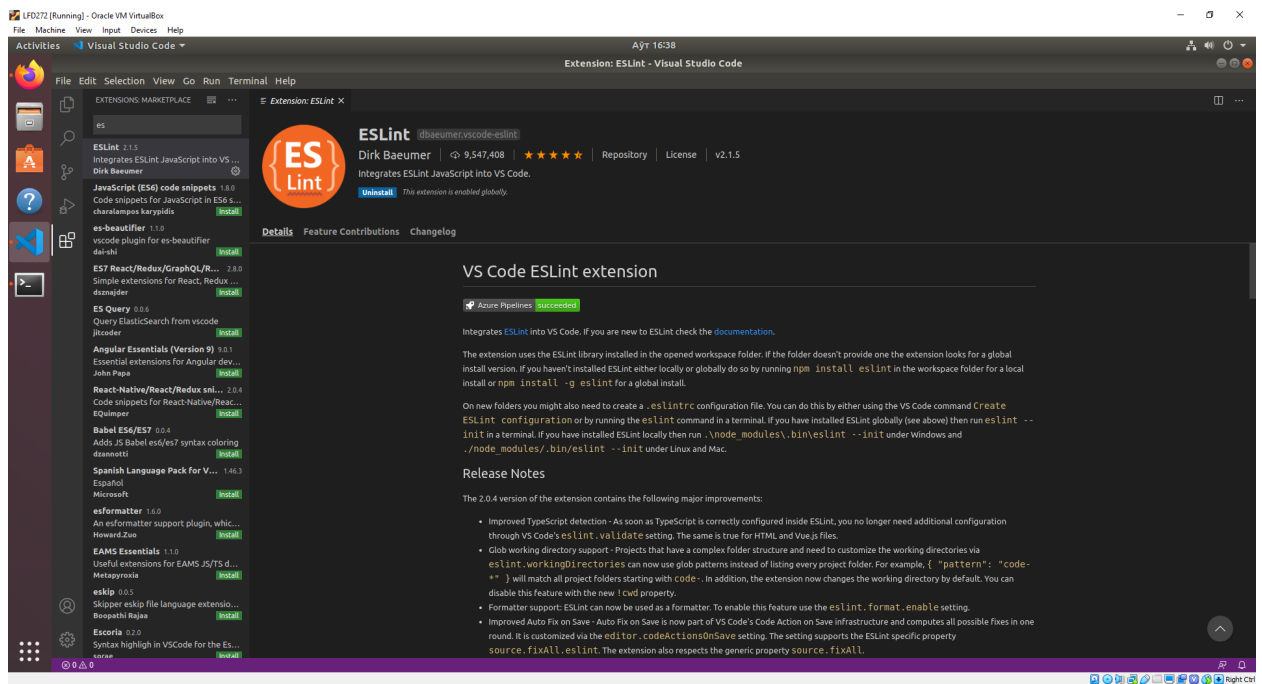 LFD272 [Running] - Oracle VM VirtualBox
File Machine View Input Devices Help
Activities Visual Studio Code
Аўт 16:38
Extension: ESLint - Visual Studio Code
File Edit Selection View Go Run Terminal Help
EXTENSIONS: MARKETPLACE
es
ESLint 2.1.5
Integrates ESLint JavaScript into VS ...
Dirk Baeumer
JavaScript (ES6) code snippets 1.8.0
Code snippets for JavaScript in ES6 s...
charalampos karypidis Install
es-beautifier 1.1.0
vscode plugin for es-beautifier
dai-shi Install
ES7 React/Redux/GraphQL/R... 2.8.0
Simple extensions for React, Redux ...
dsznajder Install
ES Query 0.0.6
Query ElasticSearch from vscode
jitcoder Install
Angular Essentials (Version 9) 9.0.1
Essential extensions for Angular dev...
John Papa Install
React-Native/React/Redux sni... 2.0.4
Code snippets for React-Native/Reac...
EQuimper Install
Babel ES6/ES7 0.0.4
Adds JS Babel es6/es7 syntax coloring
dzannotti Install
Spanish Language Pack for V... 1.46.3
Español
Microsoft Install
esformatter 1.6.0
An esformatter support plugin, whic...
Howard.Zuo Install
EAMS Essentials 1.1.0
Useful extensions for EAMS JS/TS d...
Metapyroxia Install
eskip 0.0.5
Skipper eskip file language extensio...
Boopathi Rajaa Install
Escoria 0.2.0
Syntax highligh in VSCode for the Es...
Install
Extension: ESLint
ES
Lint
ESLint dbaeumer.vscode-eslint
Dirk Baeumer 9,547,408 Repository License v2.1.5
Integrates ESLint JavaScript into VS Code.
Uninstall This extension is enabled globally.
Details Feature Contributions Changelog
VS Code ESLint extension
Azure Pipelines succeeded
Integrates ESLint into VS Code. If you are new to ESLint check the documentation.
The extension uses the ESLint library installed in the opened workspace folder. If the folder doesn't provide one the extension looks for a global
install version. If you haven't installed ESLint either locally or globally do so by running npm install eslint in the workspace folder for a local
install or npm install -g eslint for a global install.
On new folders you might also need to create a .eslintrc configuration file. You can do this by either using the VS Code command Create
ESLint configuration or by running the eslint command in a terminal. If you have installed ESLint globally (see above) then run eslint --
init in a terminal. If you have installed ESLint locally then run .\node_modules\.bin\eslint --init under Windows and
./node_modules/.bin/eslint --init under Linux and Mac.
Release Notes
The 2.0.4 version of the extension contains the following major improvements:
• Improved TypeScript detection - As soon as TypeScript is correctly configured inside ESLint, you no longer need additional configuration
through VS Code's eslint.validate setting. The same is true for HTML and Vue.js files.
• Glob working directory support - Projects that have a complex folder structure and need to customize the working directories via
eslint.workingDirectories can now use glob patterns instead of listing every project folder. For example, { "pattern": "code-
*" } will match all project folders starting with code-. In addition, the extension now changes the working directory by default. You can
disable this feature with the new !cwd property.
• Formatter support: ESLint can now be used as a formatter. To enable this feature use the eslint.format.enable setting.
• Improved Auto Fix on Save - Auto Fix on Save is now part of VS Code's Code Action on Save infrastructure and computes all possible fixes in one
round. It is customized via the editor.codeActionsOnSave setting. The setting supports the ESLint specific property
source.fixAll.eslint. The extension also respects the generic property source.fixAll.
0 0
Right Ctrl